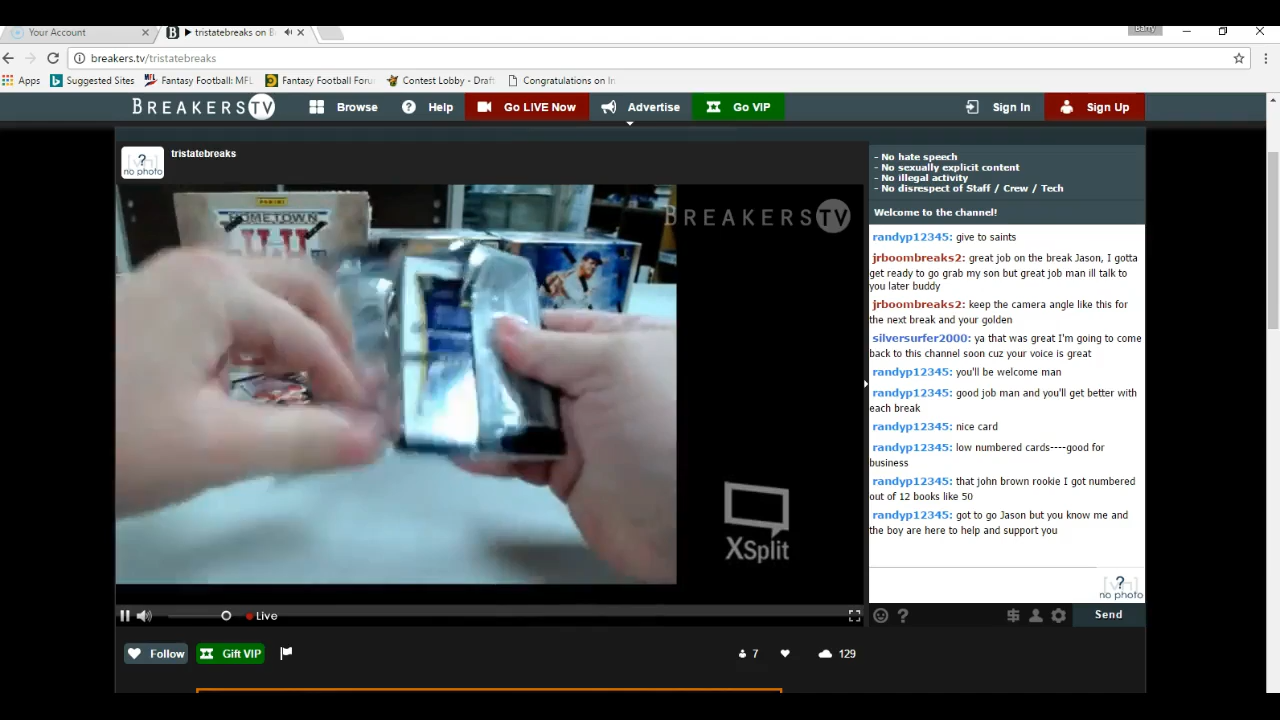 Your Account
tristatebreaks on B
Barry
breakers.tv/tristatebreaks
Apps
Suggested Sites
Fantasy Football: MFL
Fantasy Football Foru
Contest Lobby - Draft
Congratulations on In
BREAKERS TV
Browse
Help
Go LIVE Now
Advertise
Go VIP
Sign In
Sign Up
?
no photo
tristatebreaks
PANINI
HOMETOWN
BREAKERS TV
XSplit
Live
- No hate speech
- No sexually explicit content
- No illegal activity
- No disrespect of Staff / Crew / Tech
Welcome to the channel!
randyp12345: give to saints
jrboombreaks2: great job on the break Jason, I gotta
get ready to go grab my son but great job man ill talk to
you later buddy
jrboombreaks2: keep the camera angle like this for
the next break and your golden
silversurfer2000: ya that was great I'm going to come
back to this channel soon cuz your voice is great
randyp12345: you'll be welcome man
randyp12345: good job man and you'll get better with
each break
randyp12345: nice card
randyp12345: low numbered cards----good for
business
randyp12345: that john brown rookie I got numbered
out of 12 books like 50
randyp12345: got to go Jason but you know me and
the boy are here to help and support you
?
no photo
Send
Follow
Gift VIP
7
129